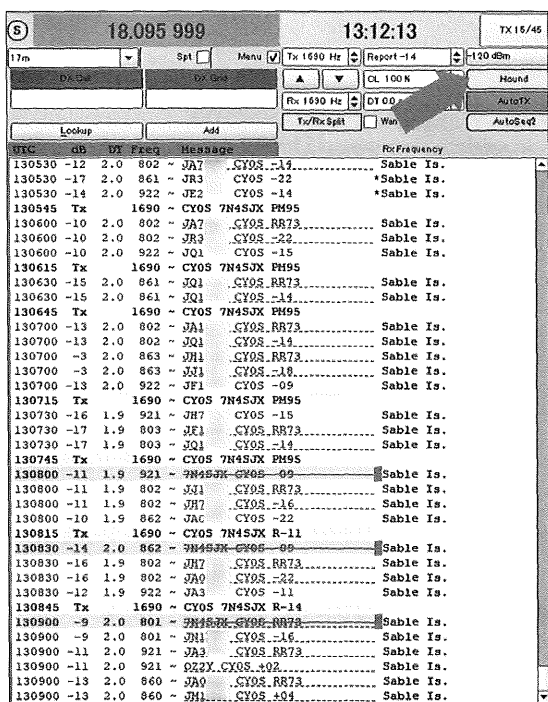 S 18.095 999 13:12:13 TX 15/45
17m Spt Menu Tx 1690 Hz Report -14 -120 dBm
DX Call DX Grid CL 100% Hound
Rx 1690 Hz DT 0.0 AutoTX
Lookup Add Tx/Rx Split AutoSeq2
UTC dB DT Freq Message Rx Frequency
130530 -12 2.0 802 ~ JA7 CY0S -14 Sable Is.
130530 -17 2.0 861 ~ JR3 CY0S -22 *Sable Is.
130530 -14 2.0 922 ~ JE2 CY0S -14 *Sable Is.
130545 Tx 1690 ~ CY0S 7N4SJX PM95
130600 -10 2.0 802 ~ JA7 CY0S RR73 Sable Is.
130600 -10 2.0 802 ~ JR3 CY0S -22 Sable Is.
130600 -10 2.0 922 ~ JQ1 CY0S -15 Sable Is.
130615 Tx 1690 ~ CY0S 7N4SJX PM95
130630 -15 2.0 861 ~ JQ1 CY0S RR73 Sable Is.
130630 -15 2.0 861 ~ JQ1 CY0S -14 Sable Is.
130645 Tx 1690 ~ CY0S 7N4SJX PM95
130700 -13 2.0 802 ~ JA1 CY0S RR73 Sable Is.
130700 -13 2.0 802 ~ JQ1 CY0S -14 Sable Is.
130700 -3 2.0 863 ~ JH1 CY0S RR73 Sable Is.
130700 -3 2.0 863 ~ JJ1 CY0S -18 Sable Is.
130700 -13 2.0 922 ~ JF1 CY0S -09 Sable Is.
130715 Tx 1690 ~ CY0S 7N4SJX PM95
130730 -16 1.9 921 ~ JH7 CY0S -15 Sable Is.
130730 -17 1.9 803 ~ JF1 CY0S RR73 Sable Is.
130730 -17 1.9 803 ~ JQ1 CY0S -14 Sable Is.
130745 Tx 1690 ~ CY0S 7N4SJX PM95
130800 -11 1.9 921 ~ 7N4SJX CY0S -09 Sable Is.
130800 -11 1.9 802 ~ JJ1 CY0S RR73 Sable Is.
130800 -11 1.9 802 ~ JH7 CY0S -16 Sable Is.
130800 -10 1.9 862 ~ JA0 CY0S -22 Sable Is.
130815 Tx 1690 ~ CY0S 7N4SJX R-11
130830 -14 2.0 862 ~ 7N4SJX CY0S -09 Sable Is.
130830 -16 1.9 802 ~ JH7 CY0S RR73 Sable Is.
130830 -16 1.9 802 ~ JA0 CY0S -22 Sable Is.
130830 -12 1.9 922 ~ JA3 CY0S -11 Sable Is.
130845 Tx 1690 ~ CY0S 7N4SJX R-14
130900 -9 2.0 801 ~ 7N4SJX CY0S RR73 Sable Is.
130900 -9 2.0 801 ~ JN1 CY0S -16 Sable Is.
130900 -11 2.0 921 ~ JA3 CY0S RR73 Sable Is.
130900 -11 2.0 921 ~ OZ2Y CY0S +02 Sable Is.
130900 -13 2.0 860 ~ JA0 CY0S RR73 Sable Is.
130900 -13 2.0 860 ~ JM1 CY0S +04 Sable Is.